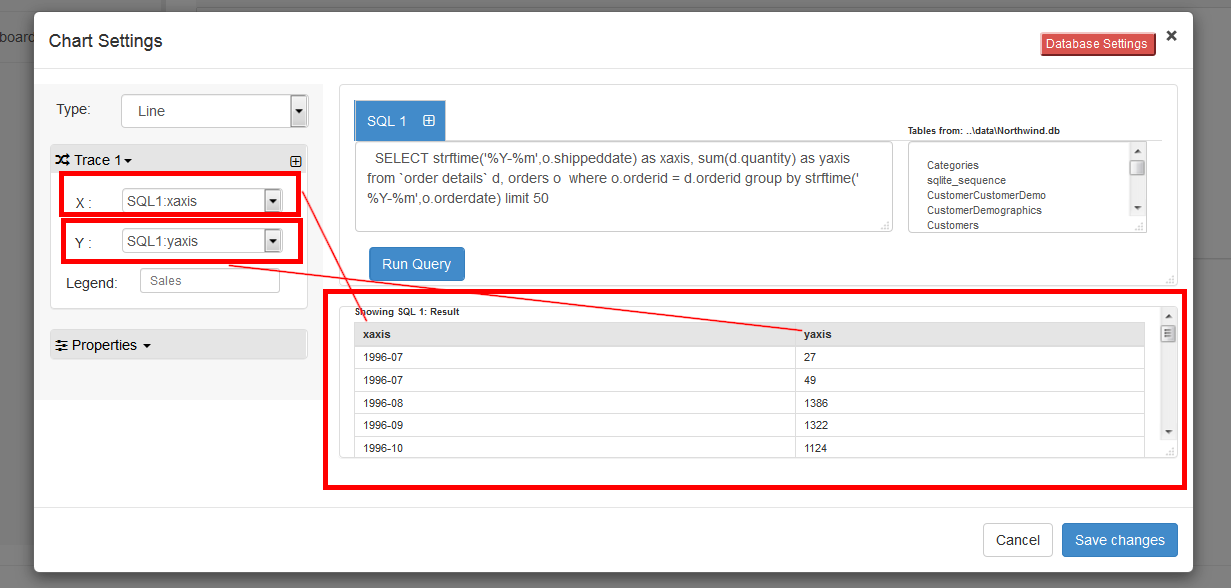 board
Chart Settings
Database Settings
×
Type:
Line
Trace 1
X :
SQL1:xaxis
Y :
SQL1:yaxis
Legend:
Sales
Properties
SQL 1
Tables from: ..\data\Northwind.db
SELECT strftime('%Y-%m',o.shippeddate) as xaxis, sum(d.quantity) as yaxis
from `order details` d, orders o  where o.orderid = d.orderid group by strftime('
%Y-%m',o.orderdate) limit 50
Categories
sqlite_sequence
CustomerCustomerDemo
CustomerDemographics
Customers
Run Query
Showing SQL 1: Result
xaxis yaxis
1996-07 27
1996-07 49
1996-08 1386
1996-09 1322
1996-10 1124
Cancel
Save changes